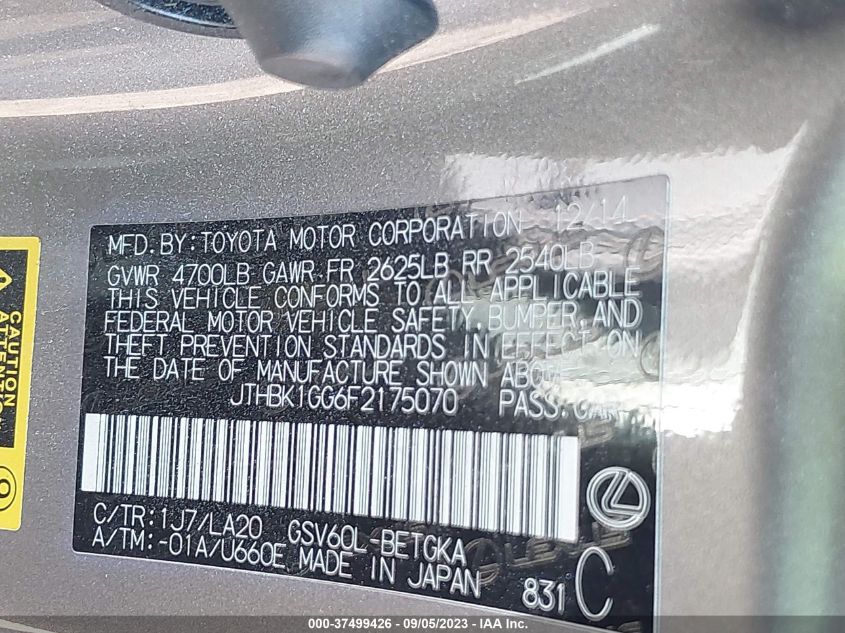 MFD. BY: TOYOTA MOTOR CORPORATION 12/14
GVWR 4700LB GAWR FR 2625LB RR 2540LB
THIS VEHICLE CONFORMS TO ALL APPLICABLE
FEDERAL MOTOR VEHICLE SAFETY, BUMPER, AND
THEFT PREVENTION STANDARDS IN EFFECT ON
THE DATE OF MANUFACTURE SHOWN ABOVE.
JTHBK1GG6F2175070 PASS. CAR
C/TR: 1J7/LA20 GSV60L-BETGKA
A/TM: -01A/U660E MADE IN JAPAN
831 C
LEXUS
CAUTION
ATTENTION
000-37499426 - 09/05/2023 - IAA Inc.